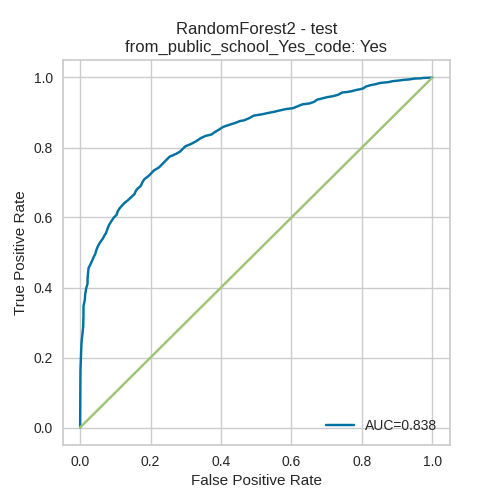 RandomForest2 - test
from_public_school_Yes_code: Yes
True Positive Rate
1.0
0.8
0.6
0.4
0.2
0.0
AUC=0.838
0.0 0.2 0.4 0.6 0.8 1.0
False Positive Rate